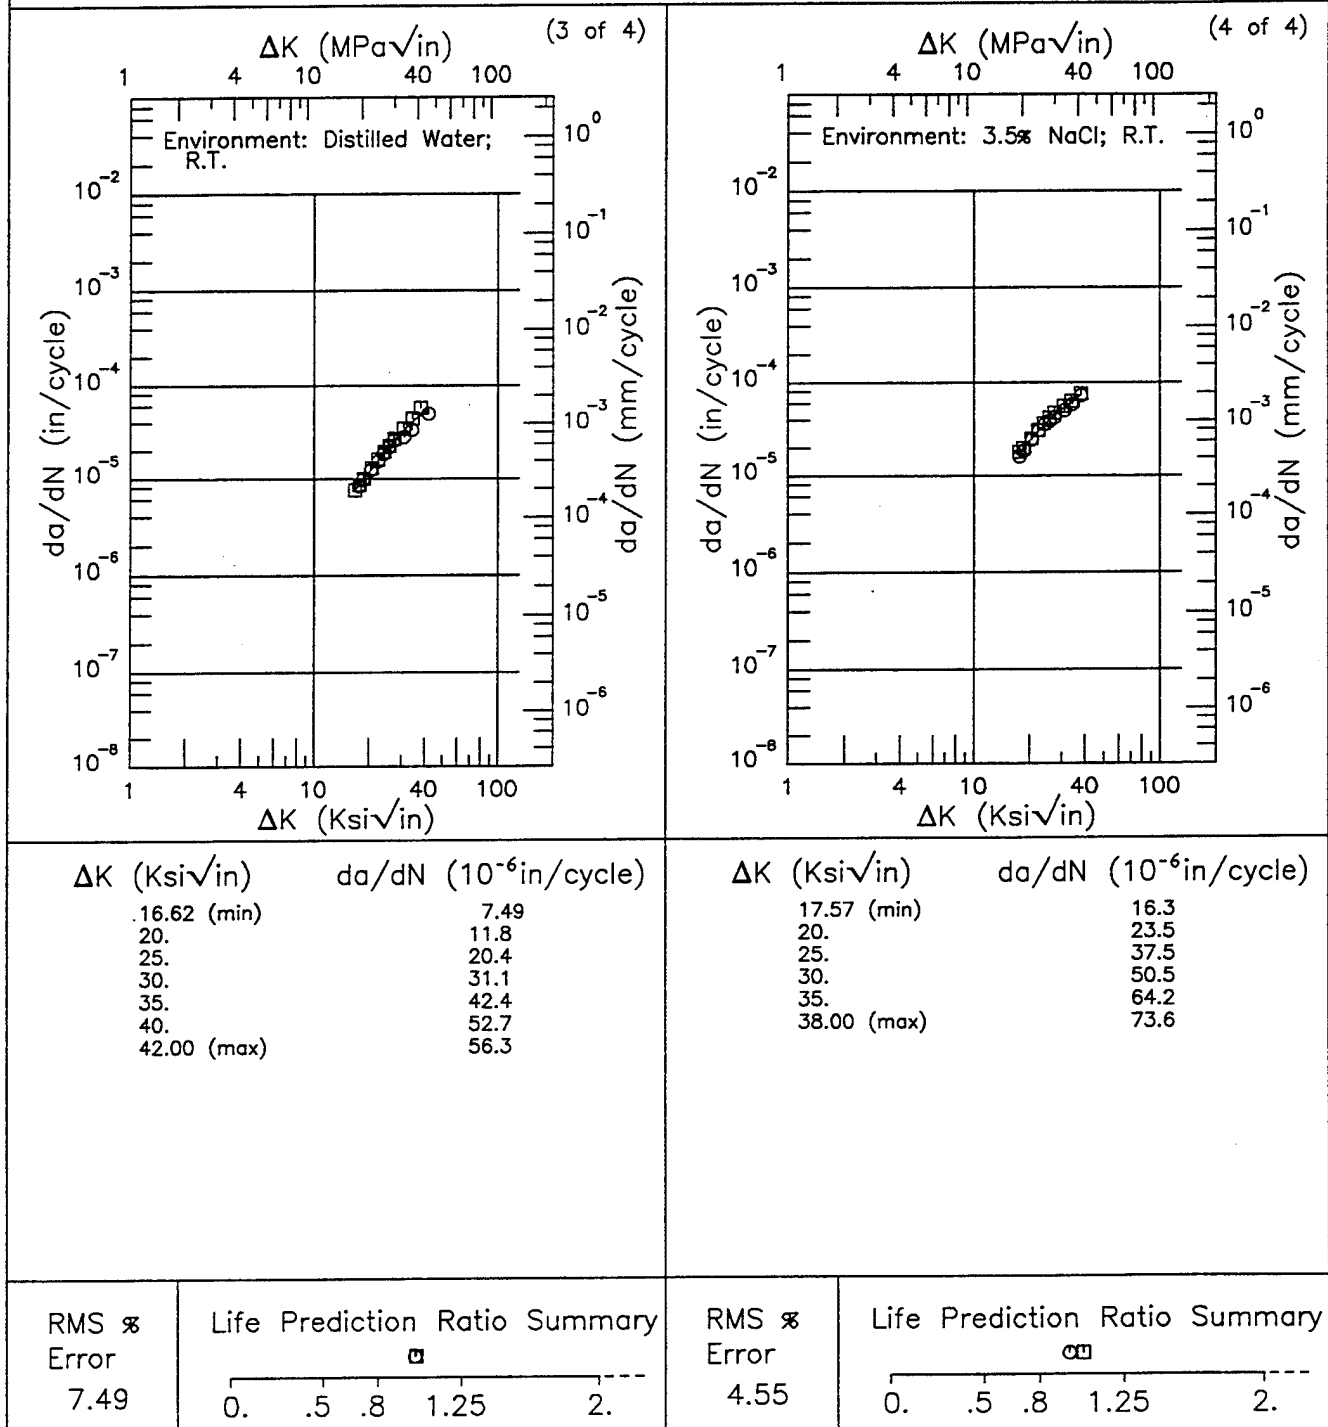 (3 of 4)
ΔK (MPa√in)
1 4 10 40 100
Environment: Distilled Water;
R.T.
10⁻²
10⁻³
10⁻⁴
10⁻⁵
10⁻⁶
10⁻⁷
10⁻⁸
da/dN (in/cycle)
10⁰
10⁻¹
10⁻²
10⁻³
10⁻⁴
10⁻⁵
10⁻⁶
da/dN (mm/cycle)
1 4 10 40 100
ΔK (Ksi√in)
ΔK (Ksi√in) da/dN (10⁻⁶in/cycle)
16.62 (min) 7.49
20. 11.8
25. 20.4
30. 31.1
35. 42.4
40. 52.7
42.00 (max) 56.3
RMS %
Error
7.49
Life Prediction Ratio Summary
0. .5 .8 1.25 2.
(4 of 4)
ΔK (MPa√in)
1 4 10 40 100
Environment: 3.5% NaCl; R.T.
10⁻²
10⁻³
10⁻⁴
10⁻⁵
10⁻⁶
10⁻⁷
10⁻⁸
da/dN (in/cycle)
10⁰
10⁻¹
10⁻²
10⁻³
10⁻⁴
10⁻⁵
10⁻⁶
da/dN (mm/cycle)
1 4 10 40 100
ΔK (Ksi√in)
ΔK (Ksi√in) da/dN (10⁻⁶in/cycle)
17.57 (min) 16.3
20. 23.5
25. 37.5
30. 50.5
35. 64.2
38.00 (max) 73.6
RMS %
Error
4.55
Life Prediction Ratio Summary
0. .5 .8 1.25 2.